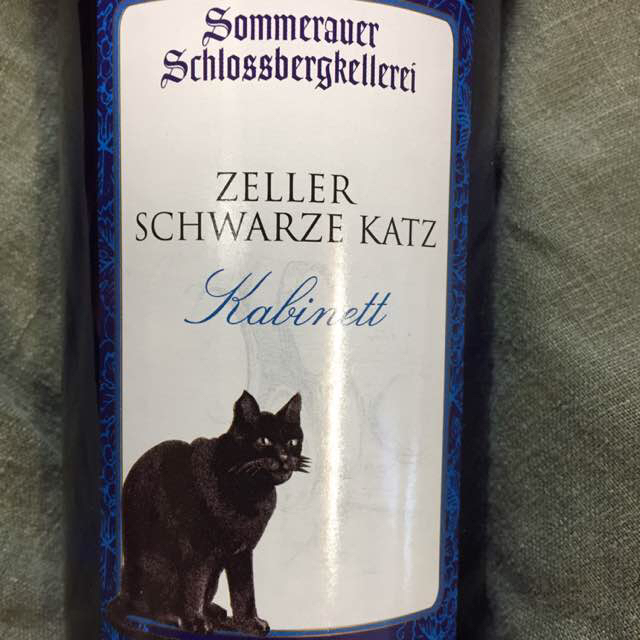 Sommerauer
Schlossbergkellerei
ZELLER
SCHWARZE KATZ
Kabinett